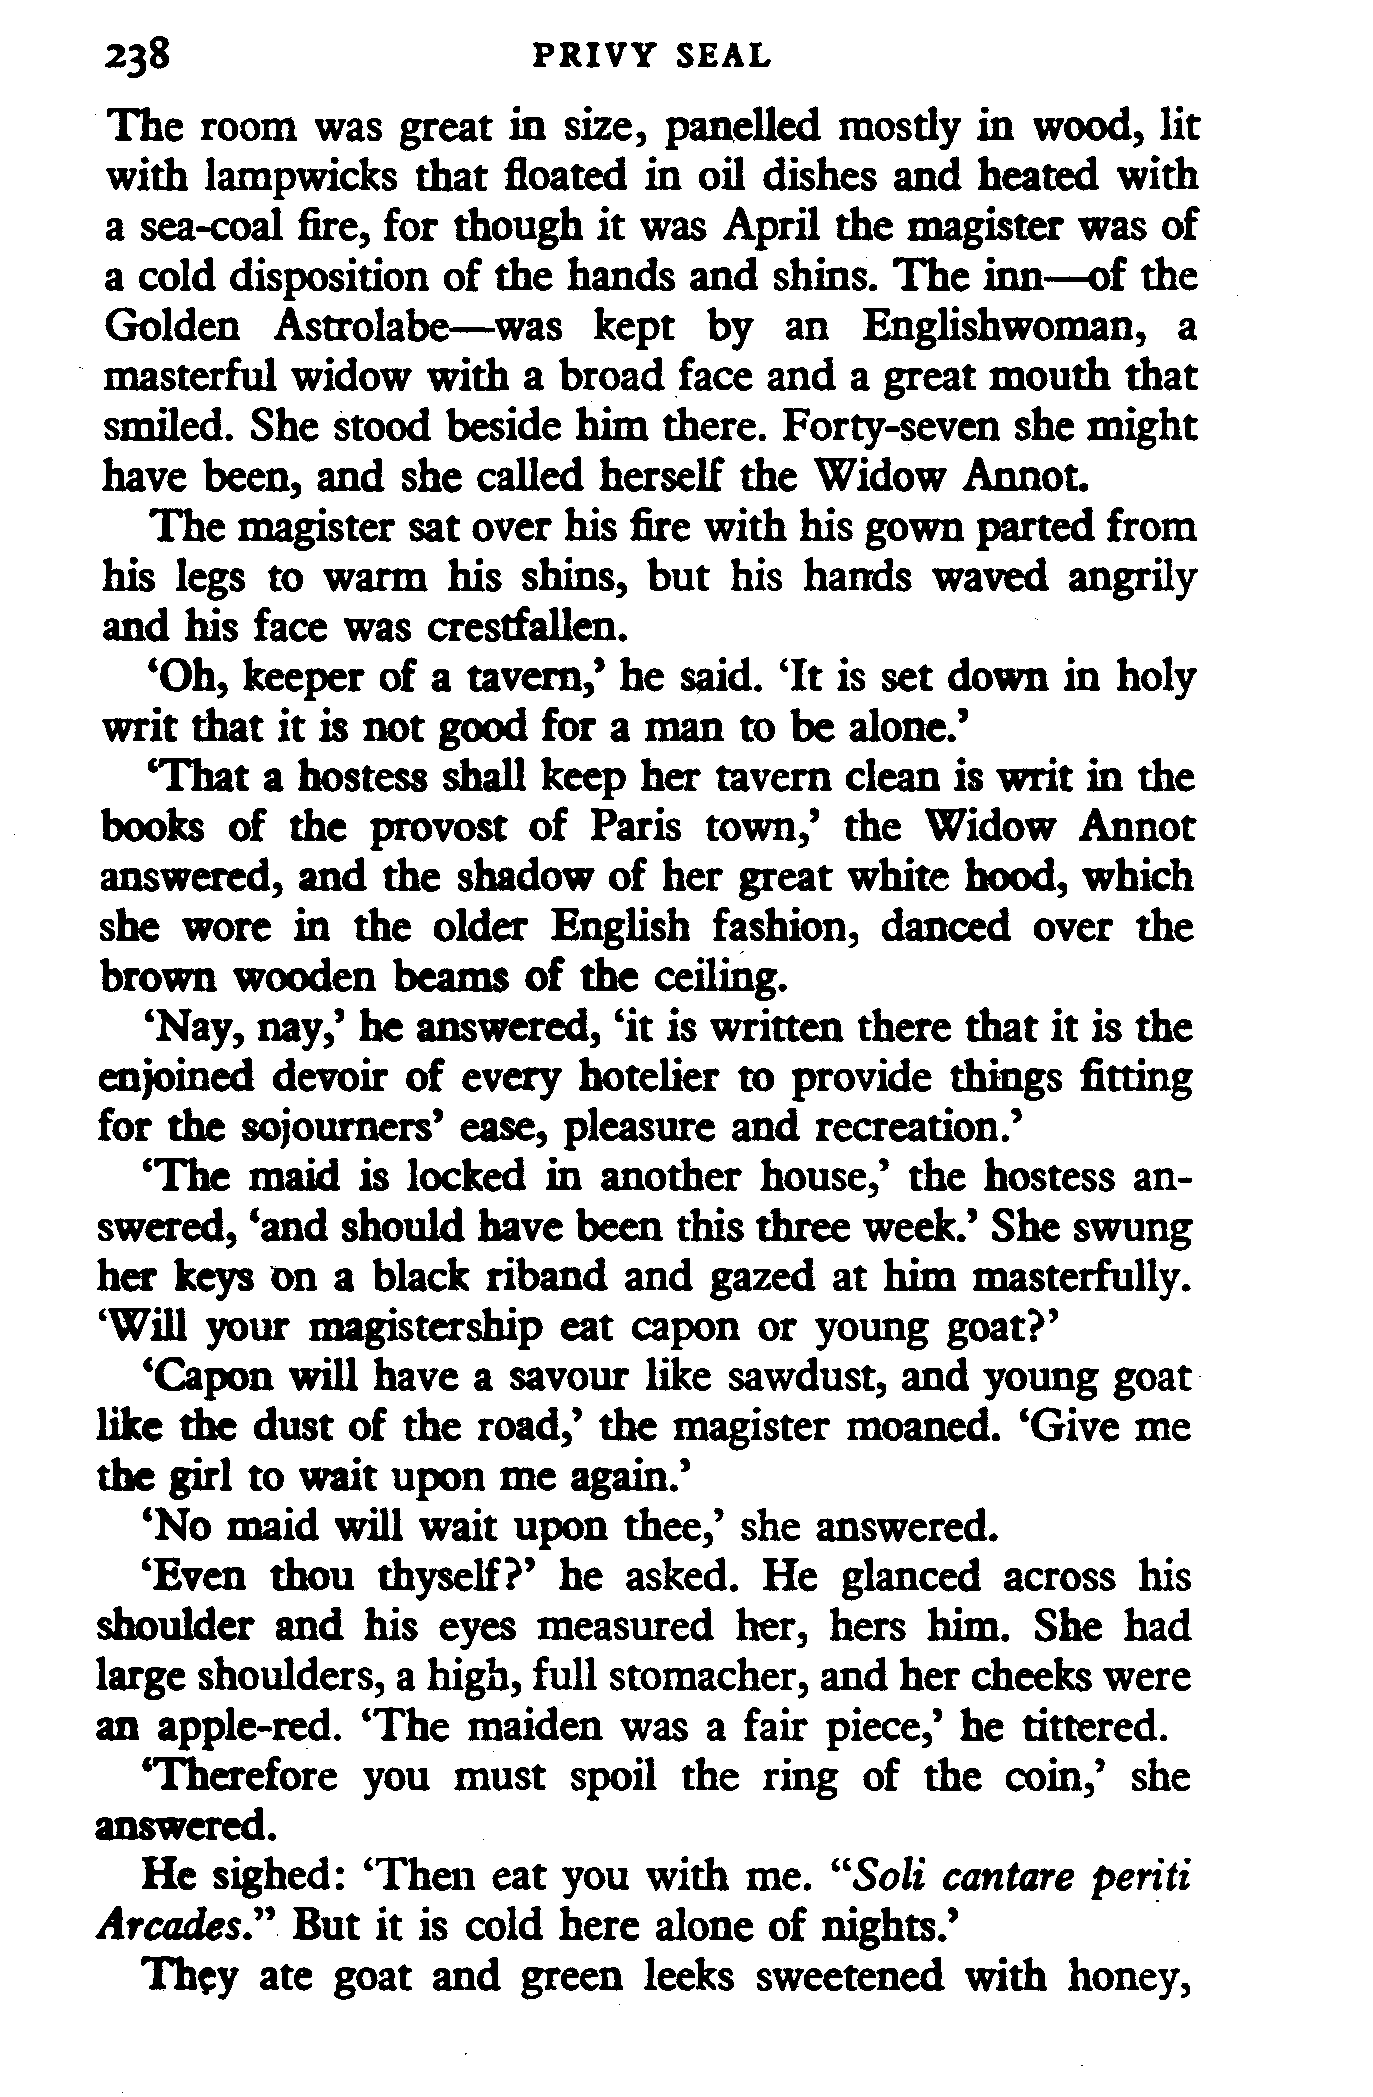 238 PRIVY SEAL
The room was great in size, panelled mostly in wood, lit
with lampwicks that floated in oil dishes and heated with
a sea-coal fire, for though it was April the magister was of
a cold disposition of the hands and shins. The inn—of the
Golden Astrolabe—was kept by an Englishwoman, a
masterful widow with a broad face and a great mouth that
smiled. She stood beside him there. Forty-seven she might
have been, and she called herself the Widow Annot.
The magister sat over his fire with his gown parted from
his legs to warm his shins, but his hands waved angrily
and his face was crestfallen.
‘Oh, keeper of a tavern,’ he said. ‘It is set down in holy
writ that it is not good for a man to be alone.’
‘That a hostess shall keep her tavern clean is writ in the
books of the provost of Paris town,’ the Widow Annot
answered, and the shadow of her great white hood, which
she wore in the older English fashion, danced over the
brown wooden beams of the ceiling.
‘Nay, nay,’ he answered, ‘it is written there that it is the
enjoined devoir of every hotelier to provide things fitting
for the sojourners’ ease, pleasure and recreation.’
‘The maid is locked in another house,’ the hostess an-
swered, ‘and should have been this three week.’ She swung
her keys on a black riband and gazed at him masterfully.
‘Will your magistership eat capon or young goat?’
‘Capon will have a savour like sawdust, and young goat
like the dust of the road,’ the magister moaned. ‘Give me
the girl to wait upon me again.’
‘No maid will wait upon thee,’ she answered.
‘Even thou thyself?’ he asked. He glanced across his
shoulder and his eyes measured her, hers him. She had
large shoulders, a high, full stomacher, and her cheeks were
an apple-red. ‘The maiden was a fair piece,’ he tittered.
‘Therefore you must spoil the ring of the coin,’ she
answered.
He sighed: ‘Then eat you with me. “Soli cantare periti
Arcades.” But it is cold here alone of nights.’
They ate goat and green leeks sweetened with honey,